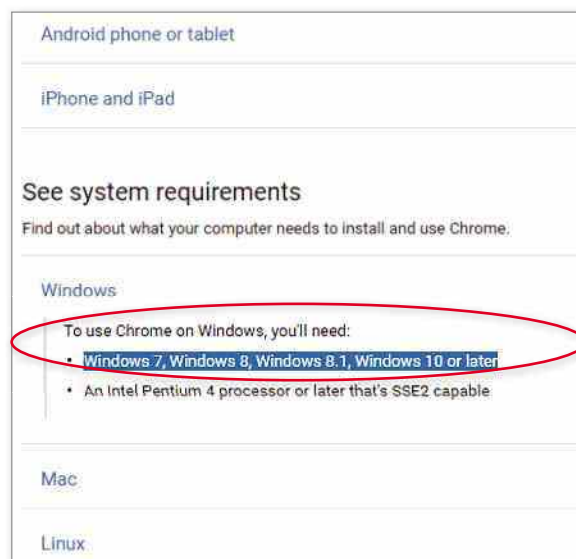 Android phone or tablet
iPhone and iPad
See system requirements
Find out about what your computer needs to install and use Chrome.
Windows
To use Chrome on Windows, you'll need:
• Windows 7, Windows 8, Windows 8.1, Windows 10 or later
• An Intel Pentium 4 processor or later that's SSE2 capable
Mac
Linux